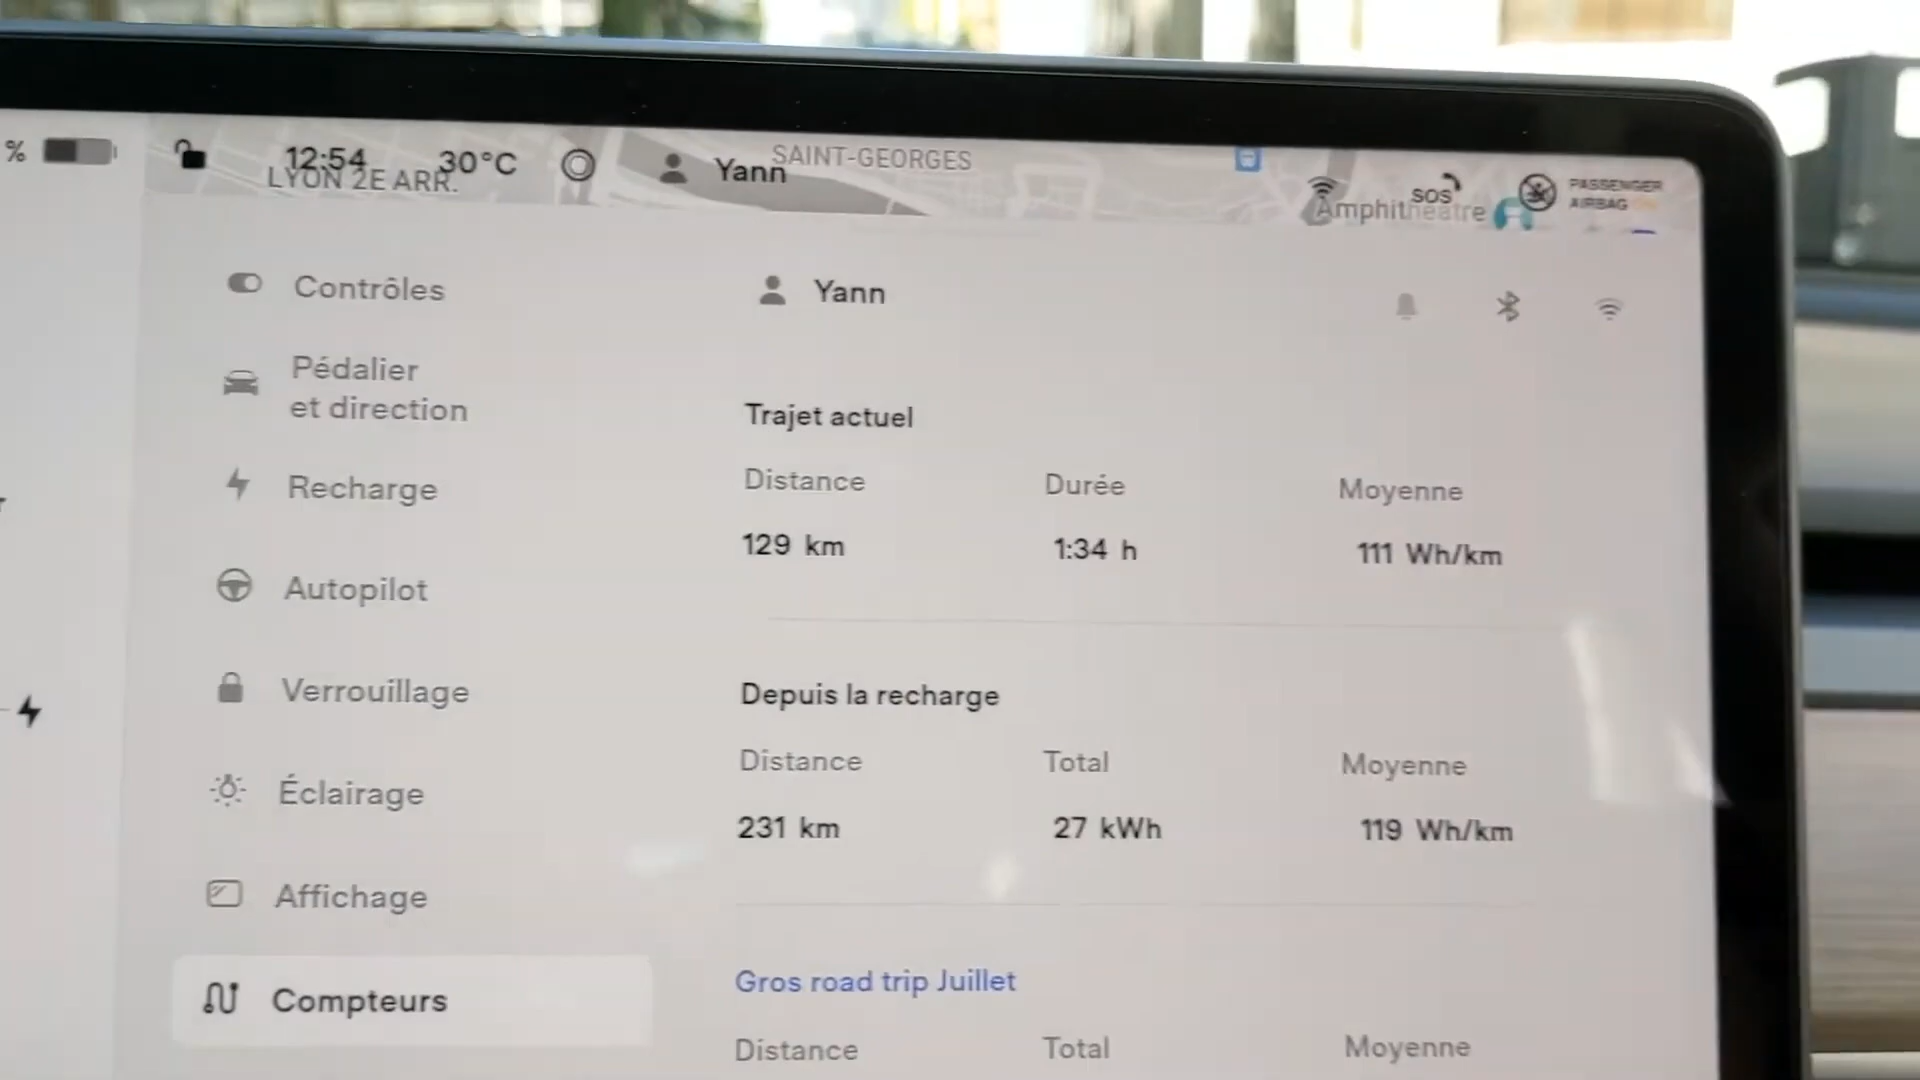 %
12:54
30°C
Yann
SAINT-GEORGES
LYON 2E ARR.
SOS
Amphithéâtre
PASSENGER
AIRBAG
Contrôles
Pédalier
et direction
Recharge
Autopilot
Verrouillage
Éclairage
Affichage
Compteurs
Yann
Trajet actuel
Distance Durée Moyenne
129 km 1:34 h 111 Wh/km
Depuis la recharge
Distance Total Moyenne
231 km 27 kWh 119 Wh/km
Gros road trip Juillet
Distance Total Moyenne